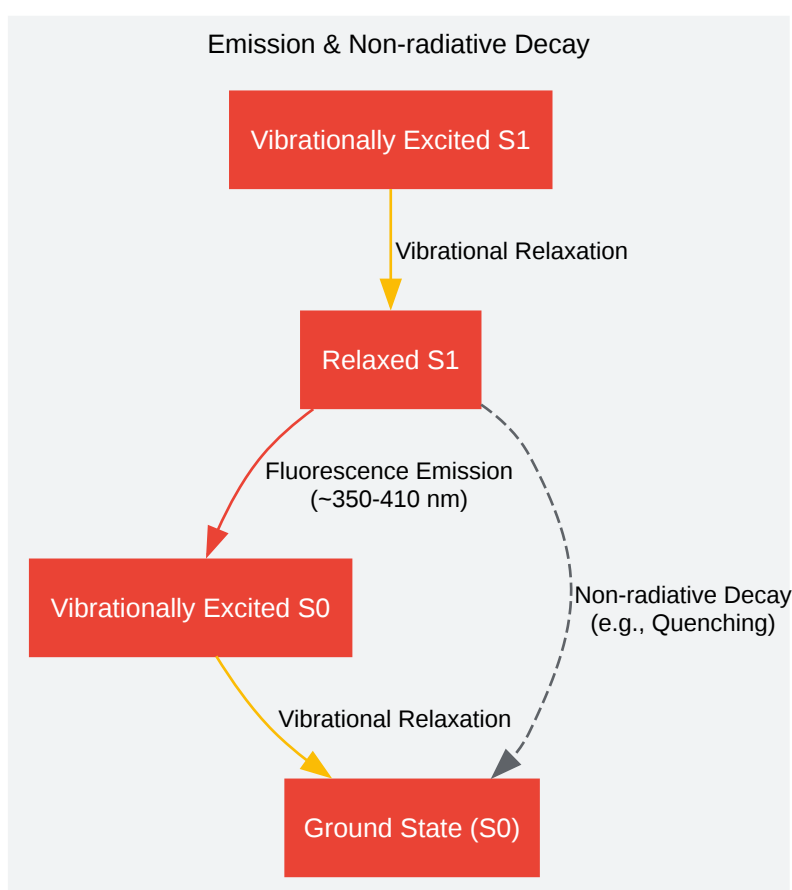 Emission & Non-radiative Decay
Vibrationally Excited S1
Vibrational Relaxation
Relaxed S1
Fluorescence Emission
(~350-410 nm)
Vibrationally Excited S0
Non-radiative Decay
(e.g., Quenching)
Vibrational Relaxation
Ground State (S0)